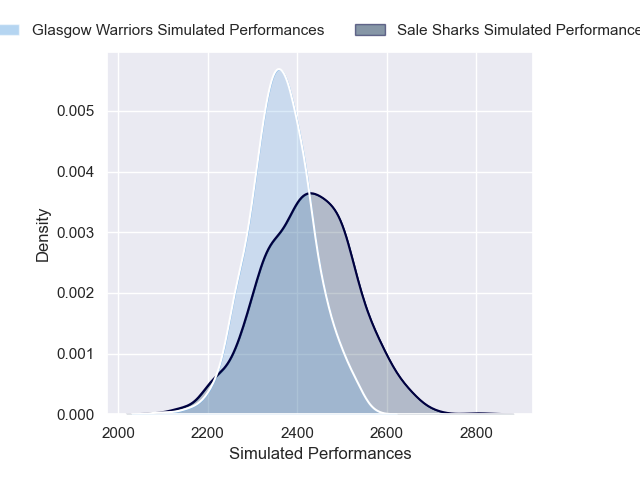 Glasgow Warriors Simulated Performances
Sale Sharks Simulated Performance
0.005
0.004
0.003
0.002
0.001
0.000
Density
2000 2200 2400 2600 2800
Simulated Performances